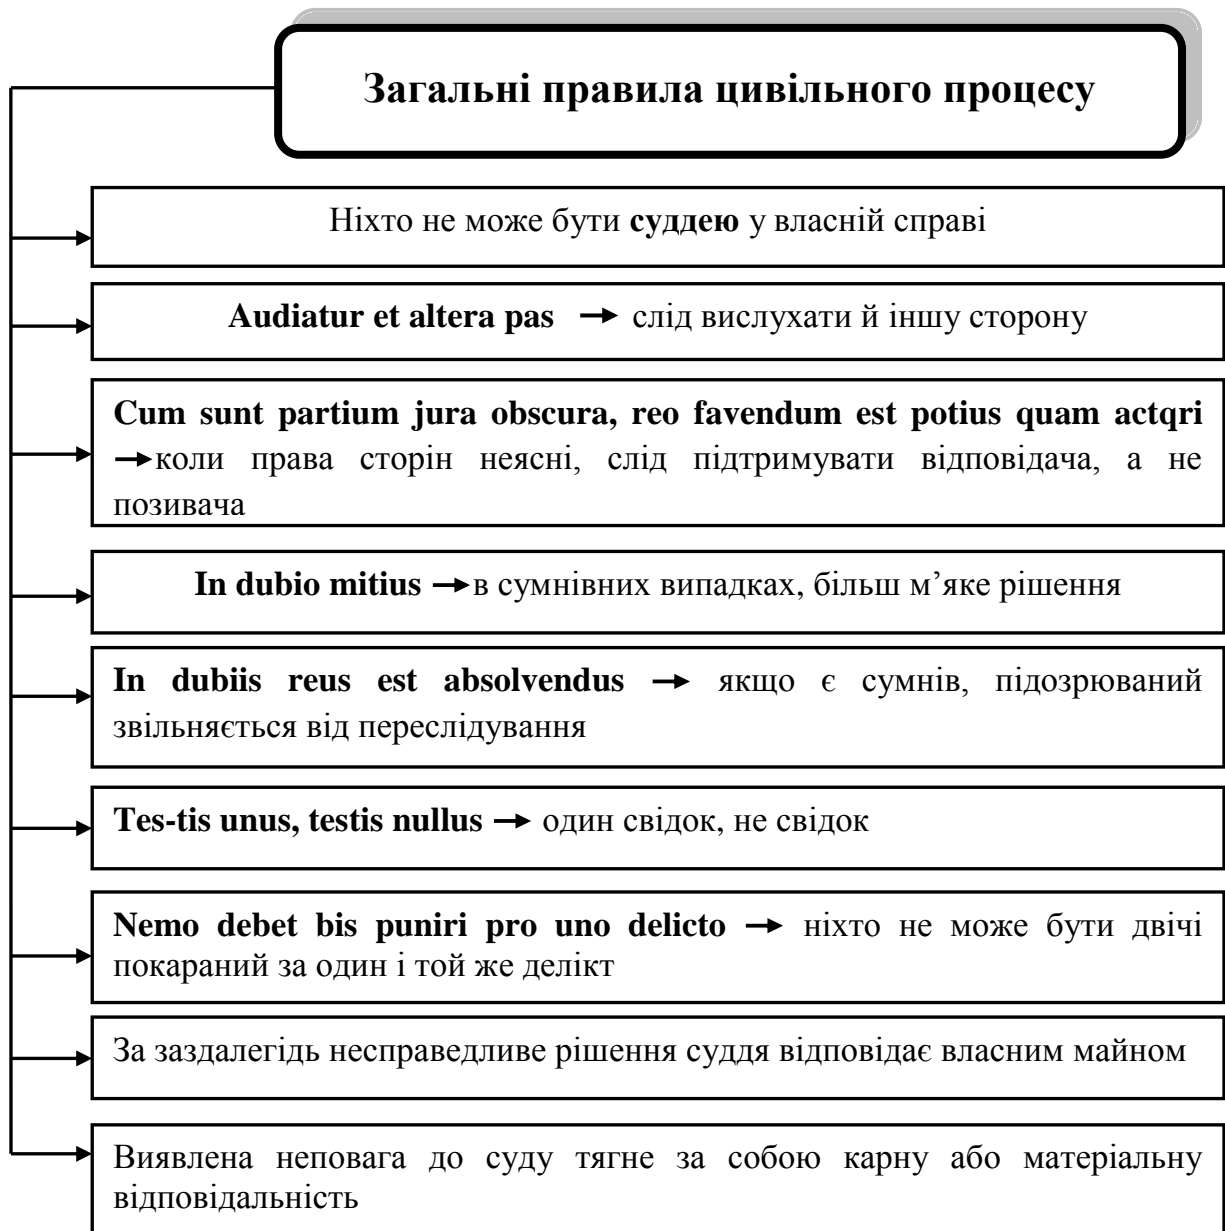 Загальні правила цивільного процесу
Ніхто не може бути суддею у власній справі
Audiatur et altera pas → слід вислухати й іншу сторону
Cum sunt partium jura obscura, reo favendum est potius quam actqri
→коли права сторін неясні, слід підтримувати відповідача, а не
позивача
In dubio mitius →в сумнівних випадках, більш м’яке рішення
In dubiis reus est absolvendus → якщо є сумнів, підозрюваний
звільняється від переслідування
Tes-tis unus, testis nullus → один свідок, не свідок
Nemo debet bis puniri pro uno delicto → ніхто не може бути двічі
покараний за один і той же делікт
За заздалегідь несправедливе рішення суддя відповідає власним майном
Виявлена неповага до суду тягне за собою карну або матеріальну
відповідальність